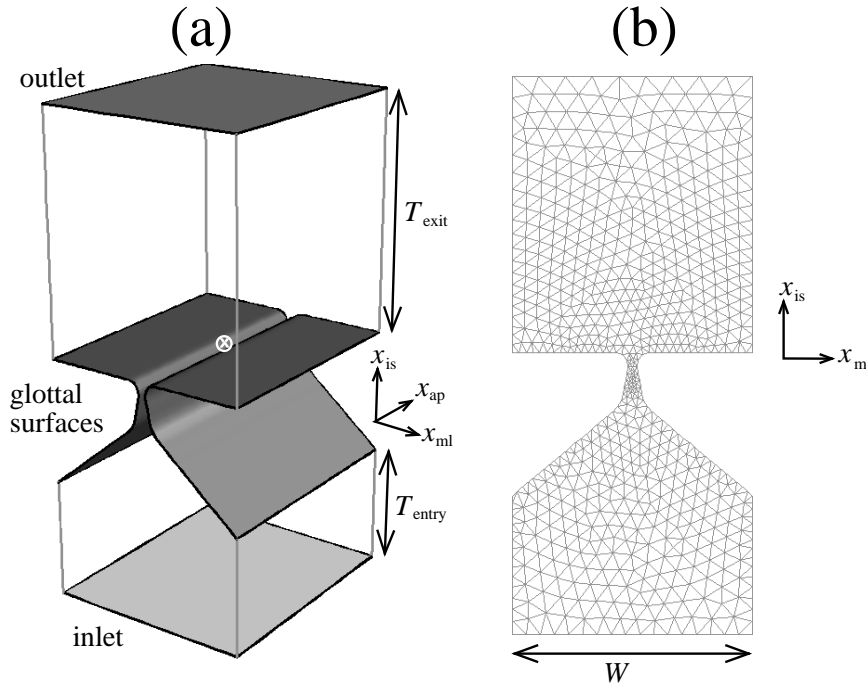 (a)
(b)
outlet
T exit
x is
x ap
x ml
glottal
surfaces
T entry
inlet
x is
x m
W